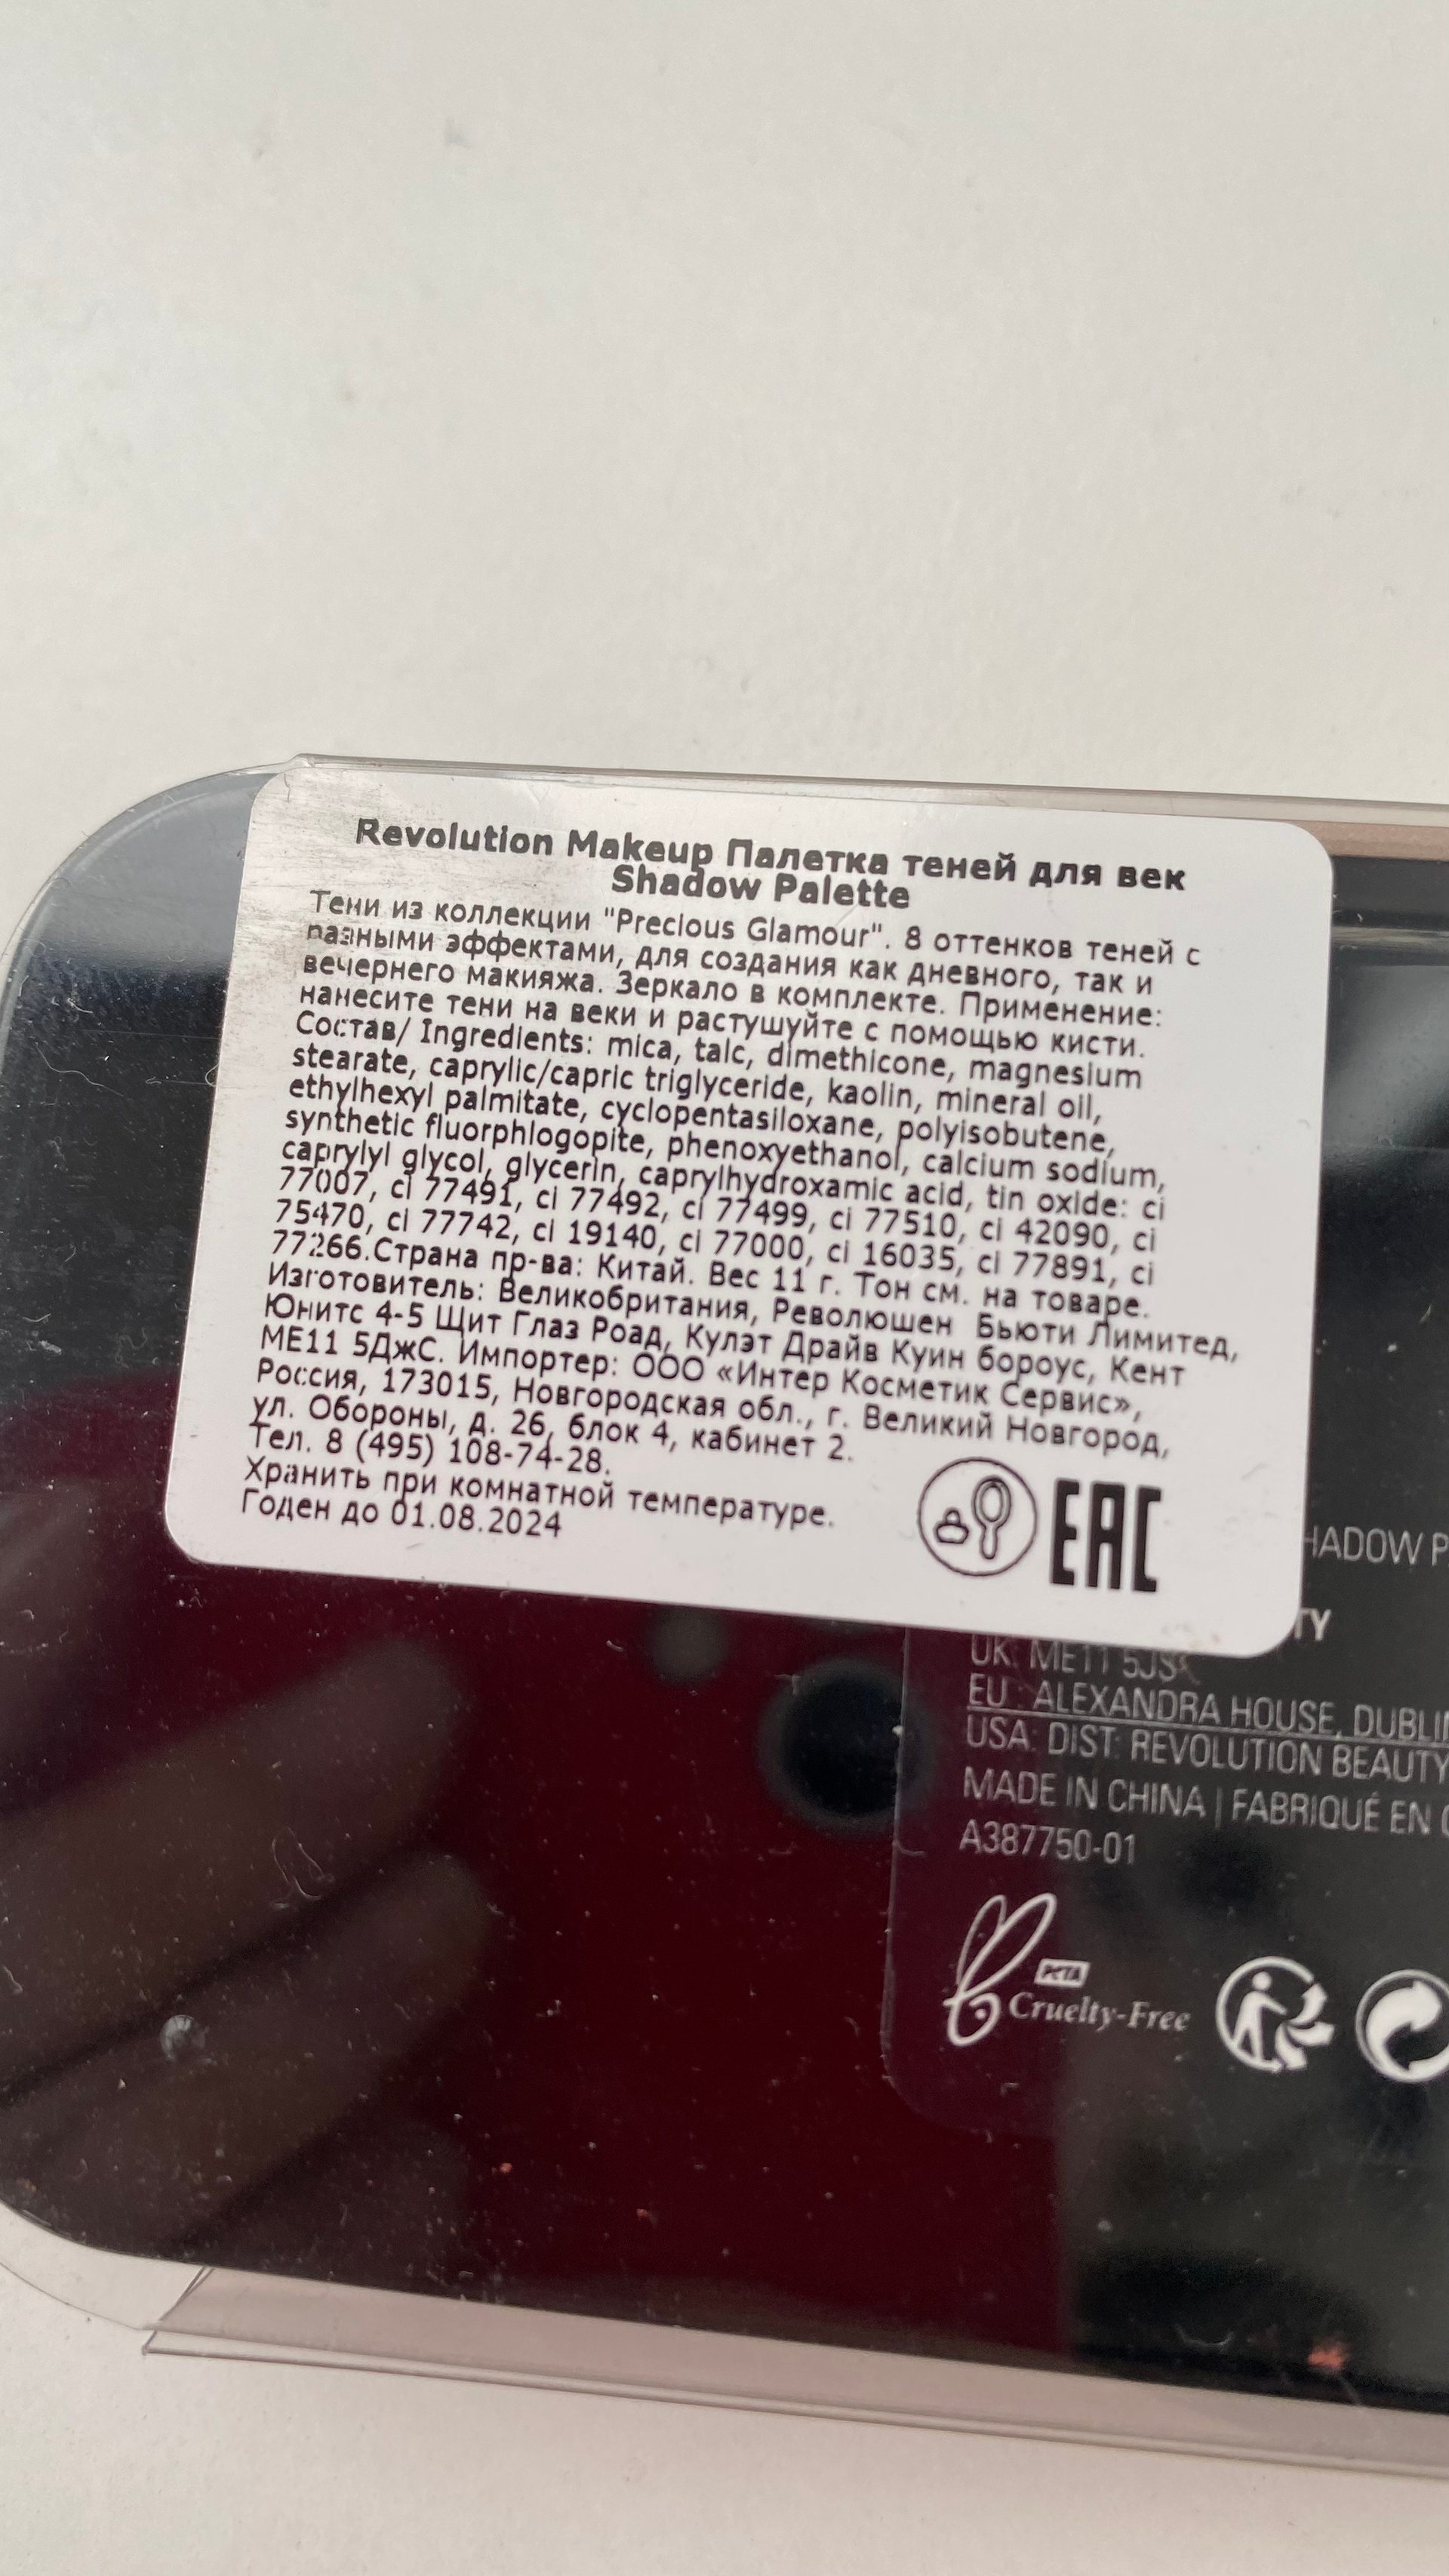 Revolution Makeup Палетка теней для век
Shadow Palette
Тени из коллекции "Precious Glamour". 8 оттенков теней с
разными эффектами, для создания как дневного, так и
вечернего макияжа. Зеркало в комплекте. Применение:
нанесите тени на веки и растушуйте с помощью кисти.
Состав/ Ingredients: mica, talc, dimethicone, magnesium
stearate, caprylic/capric triglyceride, kaolin, mineral oil,
ethylhexyl palmitate, cyclopentasiloxane, polyisobutene,
synthetic fluorphlogopite, phenoxyethanol, calcium sodium,
caprylyl glycol, glycerin, caprylhydroxamic acid, tin oxide: ci
77007, ci 77491, ci 77492, ci 77499, ci 77510, ci 42090, ci
75470, ci 77742, ci 19140, ci 77000, ci 16035, ci 77891, ci
77266.Страна пр-ва: Китай. Вес 11 г. Тон см. на товаре.
Изготовитель: Великобритания, Революшен Бьюти Лимитед,
Юнитс 4-5 Щит Глаз Роад, Кулэт Драйв Куин бороус, Кент
МЕ11 5ДжС. Импортер: ООО «Интер Косметик Сервис»,
Россия, 173015, Новгородская обл., г. Великий Новгород,
ул. Обороны, д. 26, блок 4, кабинет 2.
Тел. 8 (495) 108-74-28.
Хранить при комнатной температуре.
Годен до 01.08.2024
EAC
HADOW P
TY
UK: ME11 5JS
EU: ALEXANDRA HOUSE, DUBLI
USA: DIST: REVOLUTION BEAUTY
MADE IN CHINA | FABRIQUÉ EN
A387750-01
PETA
Cruelty-Free